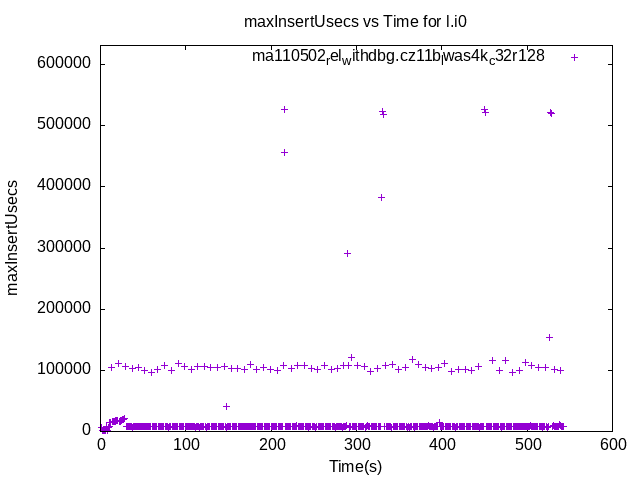 maxInsertUsecs vs Time for l.i0
ma110502_rel_withdbg.cz11b_lwas4k_c32r128
600000
500000
400000
300000
200000
100000
0
maxInsertUsecs
0 100 200 300 400 500 600
Time(s)